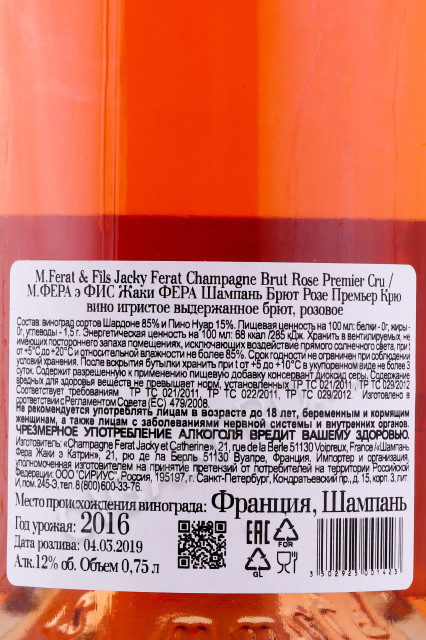 M.Ferat & Fils Jacky Ferat Champagne Brut Rose Premier Cru /
М.ФЕРА э ФИС Жаки ФЕРА Шампань Брют Розе Премьер Крю
вино игристое выдержанное брют, розовое
Состав: виноград сортов Шардоне 85% и Пино Нуар 15%. Пищевая ценность на 100 мл: белки - 0г, жиры -
0г, углеводы - 1,5 г. Энергетическая ценность на 100 мл: 68 ккал /285 кДж. Хранить в вентилируемых, не
имеющих постороннего запаха помещениях, исключающих воздействие прямого солнечного света, при t
от +5°С до +20°С и относительной влажности не более 85%. Срок годности не ограничен при соблюдении
условий хранения. После вскрытия бутылки хранить при t от +5 до +10°С в укупоренном виде не более 3
суток. Содержит разрешенную к применению пищевую добавку консервант диоксид серы. Содержание
вредных для здоровья веществ не превышает норм, установленных ТР ТС 021/2011 , ТР ТС 029/2012
Соответствует требованиям ТР ТС 021/2011 ТР ТС 022/2011, ТР ТС 029/2012. Изготовлено в
соответствии с Регламентом Совета (ЕС) 479/2008.
Не рекомендуется употреблять лицам в возрасте до 18 лет, беременным и кормящим
женщинам, а также лицам с заболеваниями нервной системы и внутренних органов.
ЧРЕЗМЕРНОЕ УПОТРЕБЛЕНИЕ АЛКОГОЛЯ ВРЕДИТ ВАШЕМУ ЗДОРОВЬЮ.
Изготовитель: «Champagne Ferat Jacky et Catherine», 21, rue de la Berle 51130 Voipreux, France /«Шампань
Фера Жаки э Катрин», 21, рю де ла Берль 51130 Вуапре, Франция, Импортер и организация,
уполномоченная изготовителем на принятие претензий от потребителей на территории Российской
Федерации: ООО "СИРИУС", Россия, 195197, г. Санкт-Петербург, Кондратьевский пр., д. 15, корп. 3 лит.
И, пом. 245-3, тел. 8(800)600-33-76.
Место происхождения винограда: Франция, Шампань
Год урожая: 2016
Дата розлива: 04.03.2019
Алк.12% об. Объем 0,75 л
EAC
GL
FOR
3 502925 001423